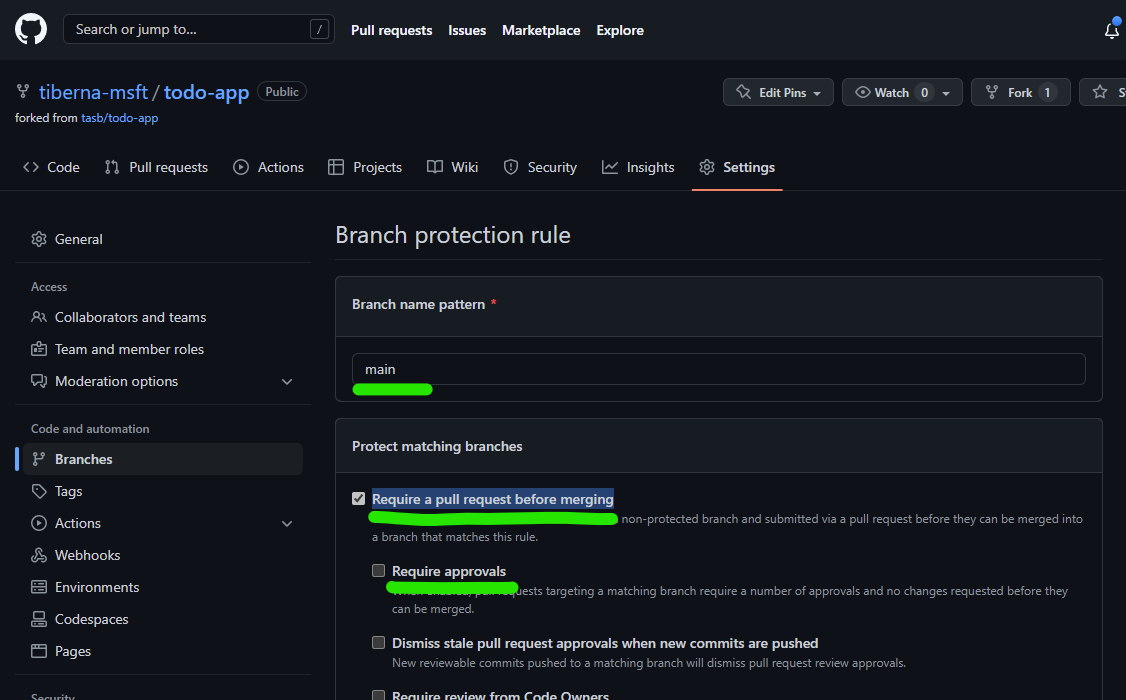 Search or jump to... /
Pull requests Issues Marketplace Explore
tiberna-msft / todo-app Public
Edit Pins Watch 0 Fork 1
forked from tasb/todo-app
Code Pull requests Actions Projects Wiki Security Insights Settings
General
Access
Collaborators and teams
Team and member roles
Moderation options
Code and automation
Branches
Tags
Actions
Webhooks
Environments
Codespaces
Pages
Security
Branch protection rule
Branch name pattern *
main
Protect matching branches
Require a pull request before merging
non-protected branch and submitted via a pull request before they can be merged into
a branch that matches this rule.
Require approvals
targeting a matching branch require a number of approvals and no changes requested before they
can be merged.
Dismiss stale pull request approvals when new commits are pushed
New reviewable commits pushed to a matching branch will dismiss pull request review approvals.
Require review from Code Owners